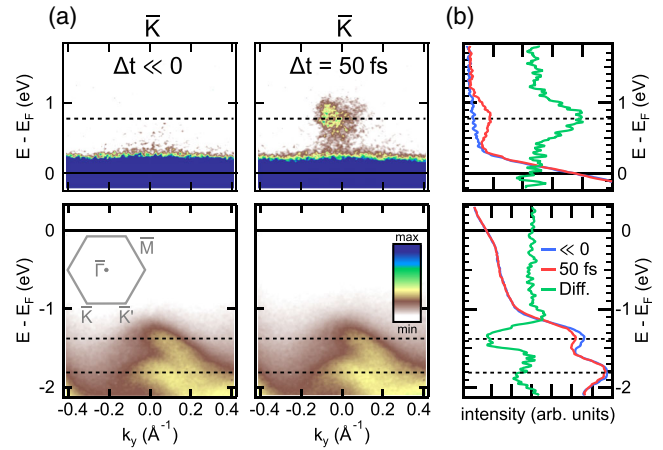 (a)
K̅
K̅
(b)
Δt ≪ 0
Δt = 50 fs
E - E_F (eV)
1
0
E - E_F (eV)
1
0
E - E_F (eV)
0
-1
-2
M̅
Γ̅
K̅
K̅'
max
min
E - E_F (eV)
0
-1
-2
≪ 0
50 fs
Diff.
-0.4 -0.2 0.0 0.2 0.4
-0.4 -0.2 0.0 0.2 0.4
k_y (Å⁻¹)
k_y (Å⁻¹)
intensity (arb. units)